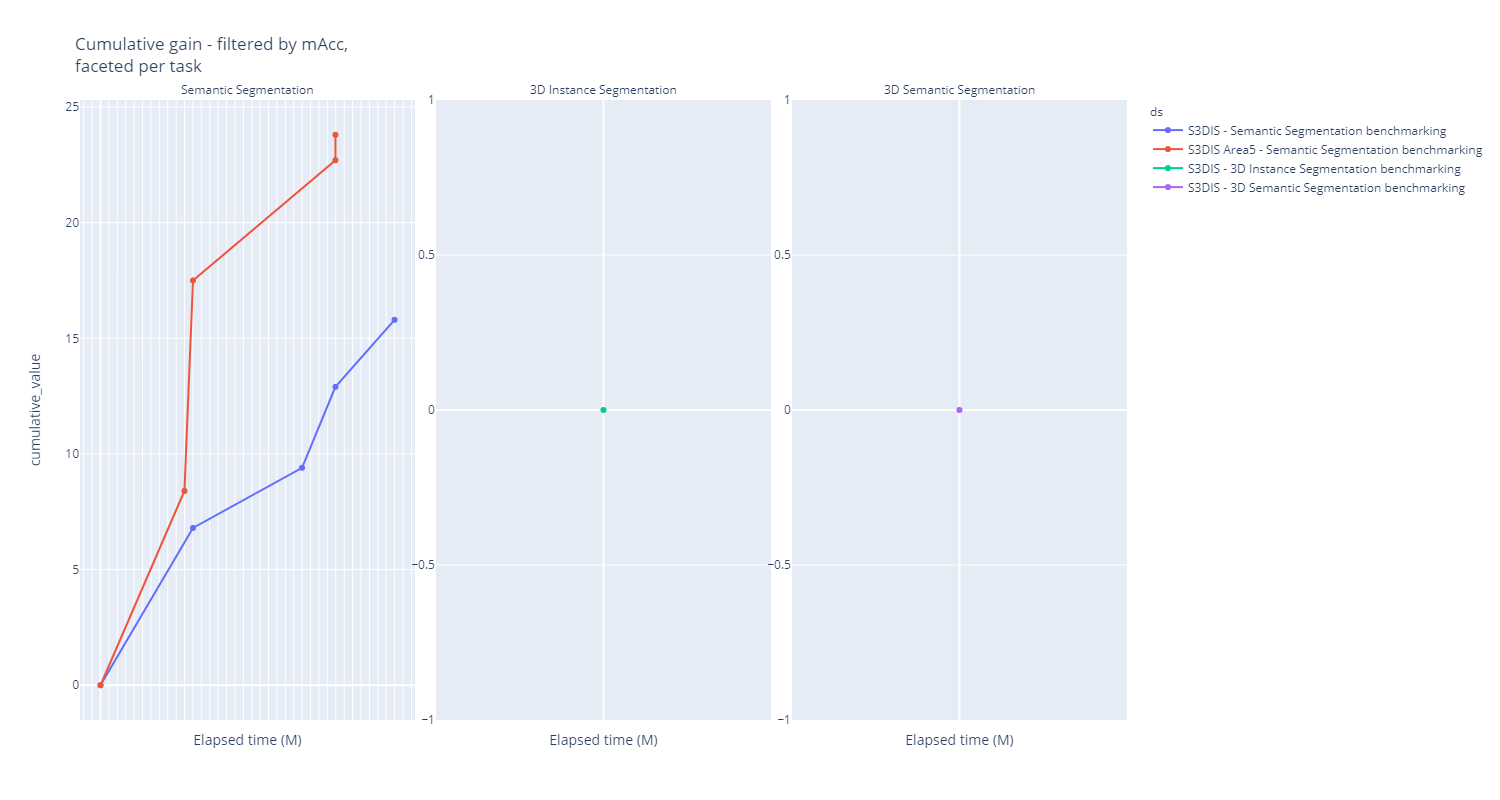 Cumulative gain - filtered by mAcc,
faceted per task
Semantic Segmentation
3D Instance Segmentation
3D Semantic Segmentation
cumulative_value
25
20
15
10
5
0
1
0.5
0
−0.5
−1
1
0.5
0
−0.5
−1
Elapsed time (M)
Elapsed time (M)
Elapsed time (M)
ds
S3DIS - Semantic Segmentation benchmarking
S3DIS Area5 - Semantic Segmentation benchmarking
S3DIS - 3D Instance Segmentation benchmarking
S3DIS - 3D Semantic Segmentation benchmarking